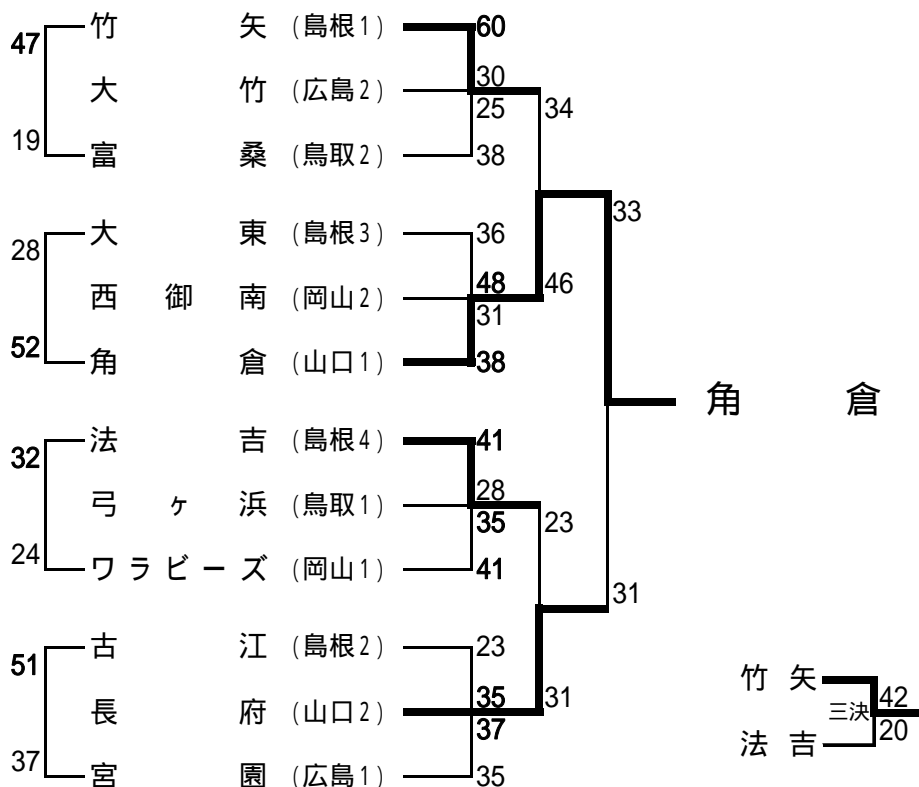 竹矢 (島根1) 60
47
大竹 (広島2) 30
25 34
19
富桑 (鳥取2) 38
33
大東 (島根3) 36
28
西御南 (岡山2) 48 46
31
52
角倉 (山口1) 38
角倉
法吉 (島根4) 41
32
弓ヶ浜 (鳥取1) 28
35 23
24
ワラビーズ (岡山1) 41
31
古江 (島根2) 23
51
長府 (山口2) 35 31
37
37
宮園 (広島1) 35
竹矢 42
三決
法吉 20